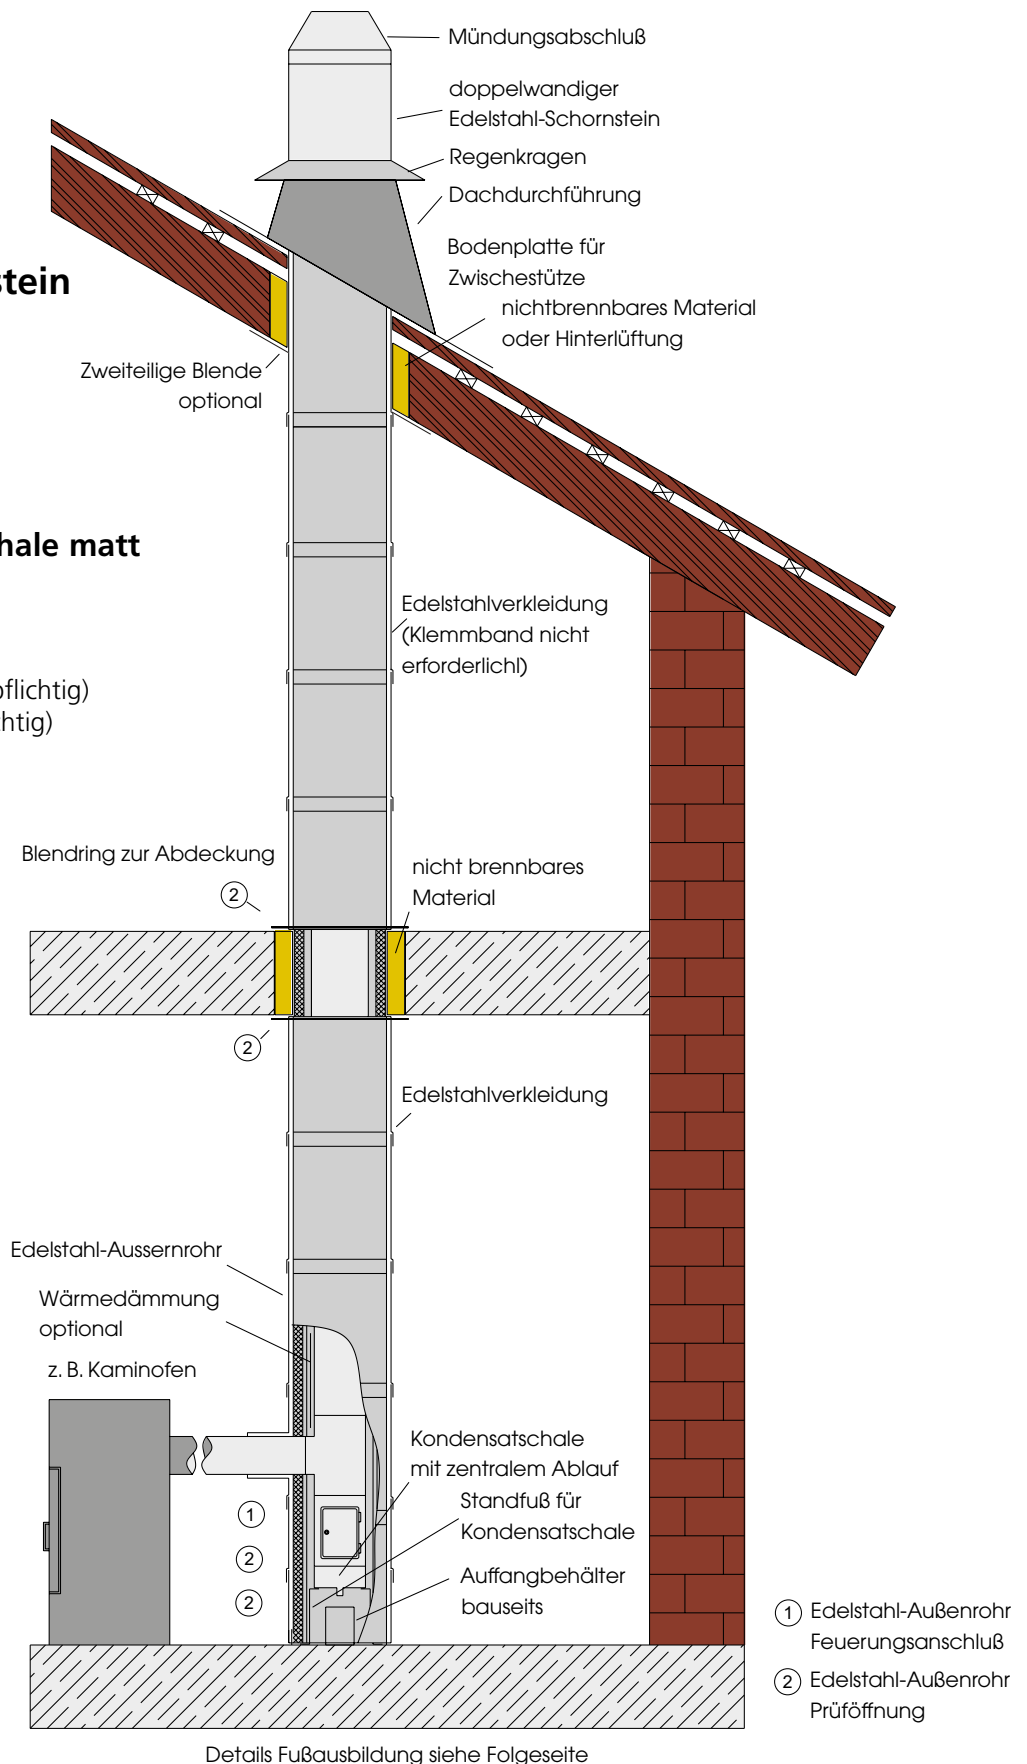 Mündungsabschluß
doppelwandiger
Edelstahl-Schornstein
Regenkragen
Dachdurchführung
Bodenplatte für
Zwischestütze
nichtbrennbares Material
oder Hinterlüftung
stein
Zweiteilige Blende
optional
hale matt
Edelstahlverkleidung
(Klemmband nicht
erforderlichl)
oflichtig)
htig)
Blendring zur Abdeckung
nicht brennbares
Material
2
2
Edelstahlverkleidung
Edelstahl-Aussernrohr
Wärmedämmung
optional
z. B. Kaminofen
Kondensatschale
mit zentralem Ablauf
Standfuß für
Kondensatschale
Auffangbehälter
bauseits
1
2
2
1 Edelstahl-Außenrohr
Feuerungsanschluß
2 Edelstahl-Außenrohr
Prüföffnung
Details Fußausbildung siehe Folgeseite